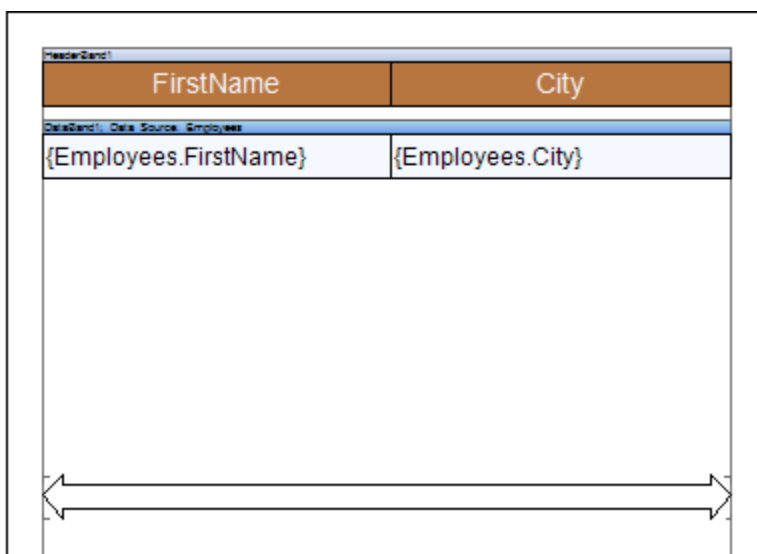 HeaderBand1
FirstName City
DataBand1; Data Source: Employees
{Employees.FirstName} {Employees.City}